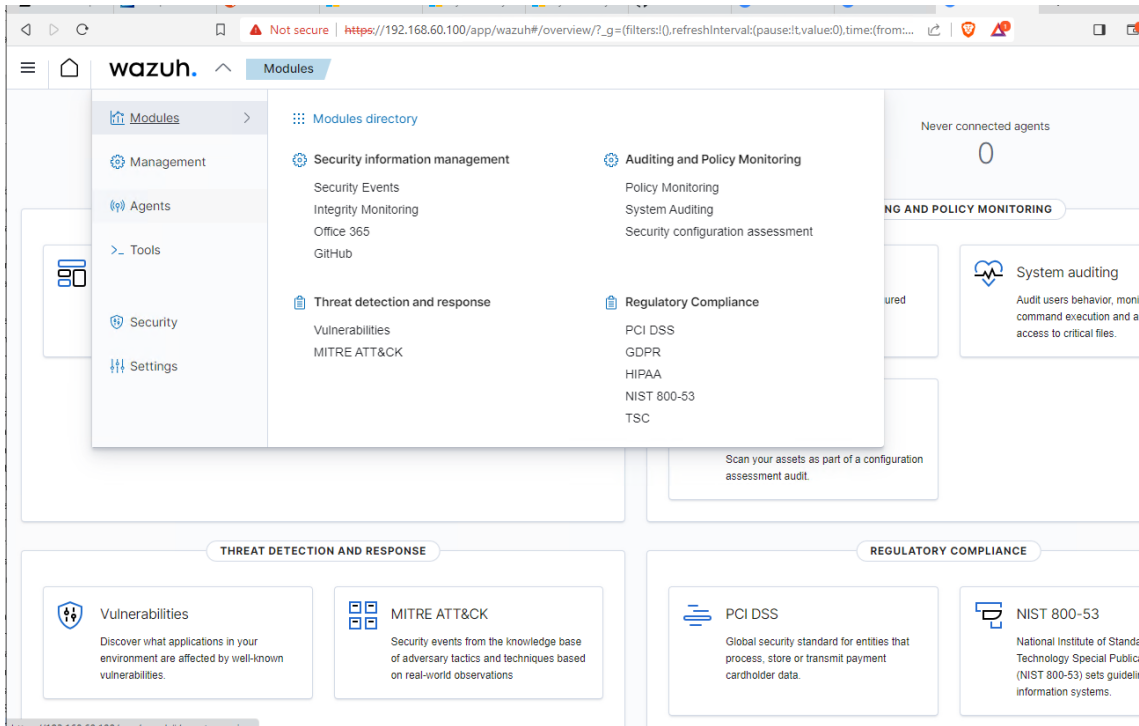 Not secure | https://192.168.60.100/app/wazuh#/overview/?_g=(filters:!(),refreshInterval:(pause:!t,value:0),time:(from:...
wazuh. Modules
Modules
Management
Agents
Tools
Security
Settings
Modules directory
Security information management
Security Events
Integrity Monitoring
Office 365
GitHub
Auditing and Policy Monitoring
Policy Monitoring
System Auditing
Security configuration assessment
Threat detection and response
Vulnerabilities
MITRE ATT&CK
Regulatory Compliance
PCI DSS
GDPR
HIPAA
NIST 800-53
TSC
Never connected agents
0
NG AND POLICY MONITORING
ured
System auditing
Audit users behavior, moni
command execution and a
access to critical files.
Scan your assets as part of a configuration
assessment audit.
THREAT DETECTION AND RESPONSE
Vulnerabilities
Discover what applications in your
environment are affected by well-known
vulnerabilities.
MITRE ATT&CK
Security events from the knowledge base
of adversary tactics and techniques based
on real-world observations
REGULATORY COMPLIANCE
PCI DSS
Global security standard for entities that
process, store or transmit payment
cardholder data.
NIST 800-53
National Institute of Standa
Technology Special Publica
(NIST 800-53) sets guidelin
information systems.